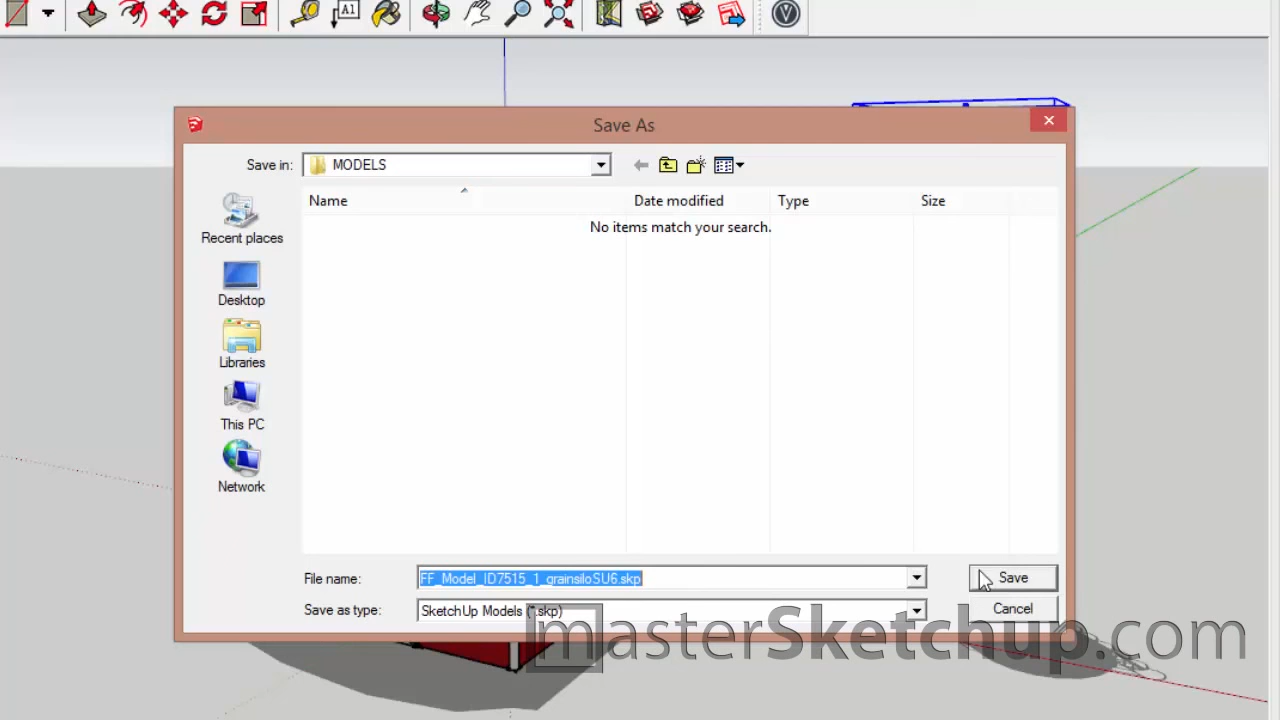 A1
Save As
Save in:
MODELS
Name
Date modified
Type
Size
No items match your search.
Recent places
Desktop
Libraries
This PC
Network
File name:
FF_Model_ID7515_1_grainsiloSU6.skp
Save
Save as type:
SketchUp Models (*.skp)
Cancel
masterSketchup.com